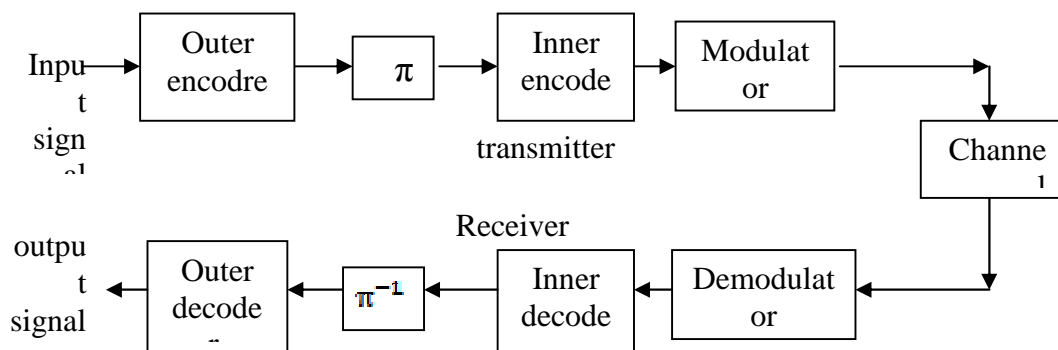 Inpu
t
sign
al
Outer
encodre
π
Inner
encode
Modulat
or
transmitter
Channe
l
Receiver
outpu
t
signal
Outer
decode
r
π⁻¹
Inner
decode
Demodulat
or